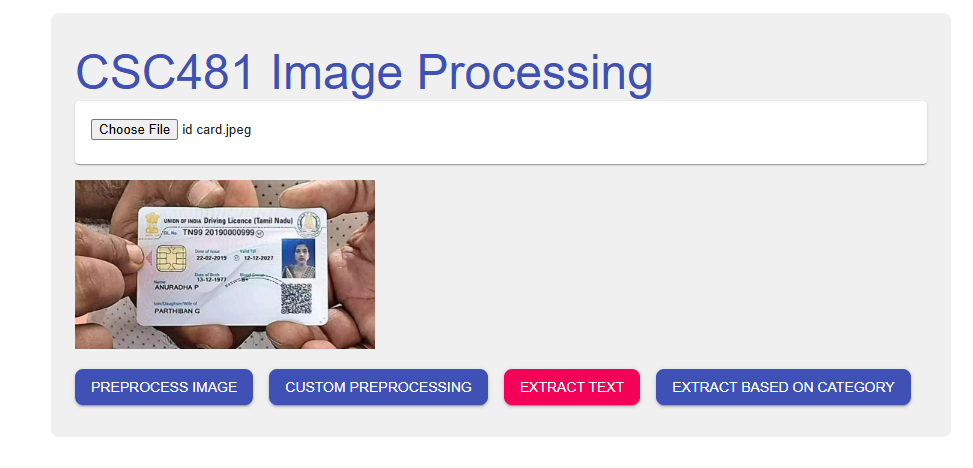 CSC481 Image Processing
Choose File id card.jpeg
UNION OF INDIA Driving Licence (Tamil Nadu)
DL No. TN99 20190000999
Date of Issue Valid Till
22-02-2019 12-12-2027
Date of Birth Blood Group
13-12-1977 B+
Name
ANURADHA P
Son/Daughter/Wife of
PARTHIBAN G
PREPROCESS IMAGE CUSTOM PREPROCESSING EXTRACT TEXT EXTRACT BASED ON CATEGORY